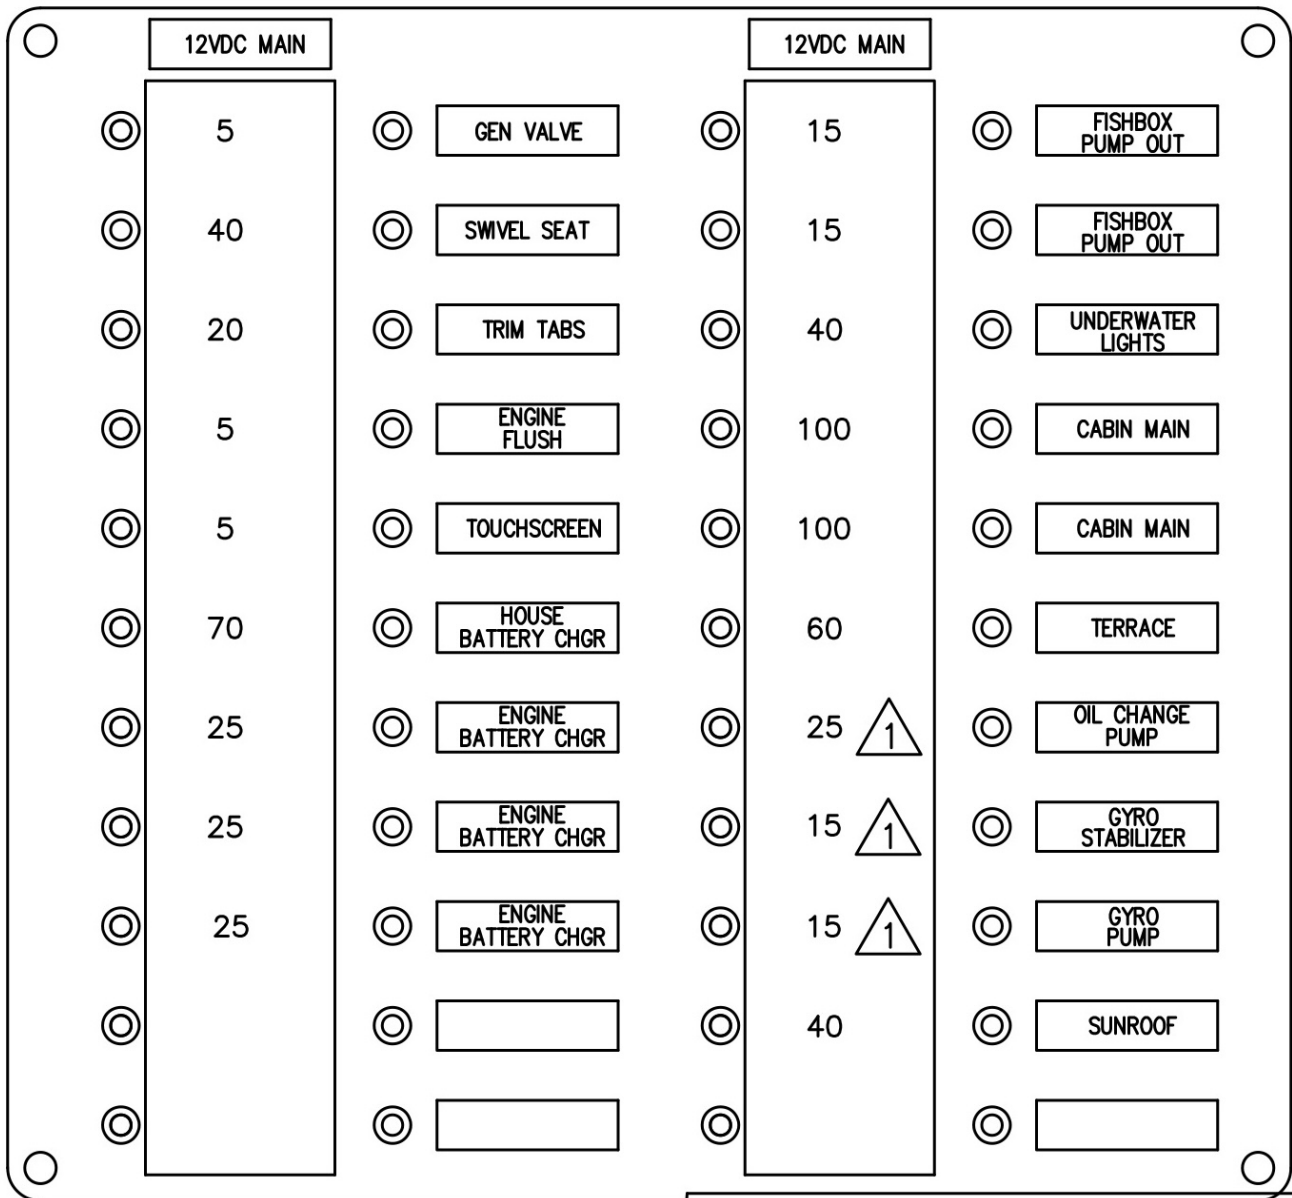 12VDC MAIN
5 GEN VALVE
40 SWIVEL SEAT
20 TRIM TABS
5 ENGINE
FLUSH
5 TOUCHSCREEN
70 HOUSE
BATTERY CHGR
25 ENGINE
BATTERY CHGR
25 ENGINE
BATTERY CHGR
25 ENGINE
BATTERY CHGR
12VDC MAIN
15 FISHBOX
PUMP OUT
15 FISHBOX
PUMP OUT
40 UNDERWATER
LIGHTS
100 CABIN MAIN
100 CABIN MAIN
60 TERRACE
25 1 OIL CHANGE
PUMP
15 1 GYRO
STABILIZER
15 1 GYRO
PUMP
40 SUNROOF